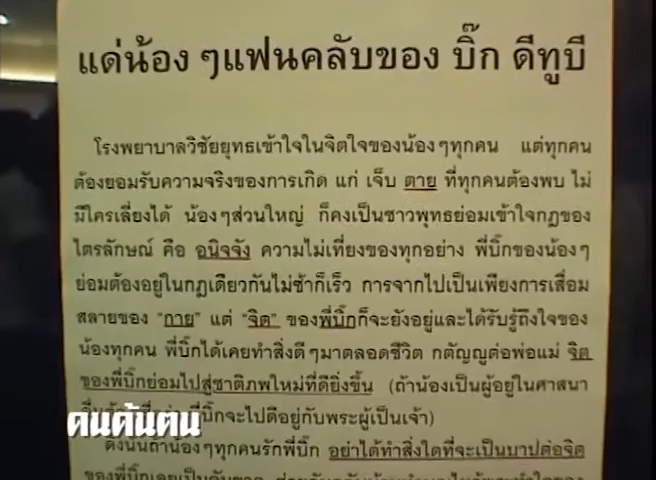 แด่น้อง ๆแฟนคลับของ บิ๊ก ดีทูบี
โรงพยาบาลวิชัยยุทธเข้าใจในจิตใจของน้องๆทุกคน แต่ทุกคน
ต้องยอมรับความจริงของการเกิด แก่ เจ็บ ตาย ที่ทุกคนต้องพบ ไม่
มีใครเลี่ยงได้ น้องๆส่วนใหญ่ ก็คงเป็นชาวพุทธย่อมเข้าใจกฎของ
ไตรลักษณ์ คือ อนิจจัง ความไม่เที่ยงของทุกอย่าง พี่บิ๊กของน้องๆ
ย่อมต้องอยู่ในกฎเดียวกันไม่ช้าก็เร็ว การจากไปเป็นเพียงการเสื่อม
สลายของ "กาย" แต่ "จิต" ของพี่บิ๊กก็จะยังอยู่และได้รับรู้ถึงใจของ
น้องทุกคน พี่บิ๊กได้เคยทำสิ่งดีๆมาตลอดชีวิต กตัญญูต่อพ่อแม่ จิต
ของพี่บิ๊กย่อมไปสู่ชาติภพใหม่ที่ดียิ่งขึ้น (ถ้าน้องเป็นผู้อยู่ในศาสนา
บิ๊กจะไปดีอยู่กับพระผู้เป็นเจ้า)
คนค้นฅน
ดังนั้นถ้าน้องๆทุกคนรักพี่บิ๊ก อย่าได้ทำสิ่งใดที่จะเป็นบาปต่อจิต
ของพี่บิ๊กเลย